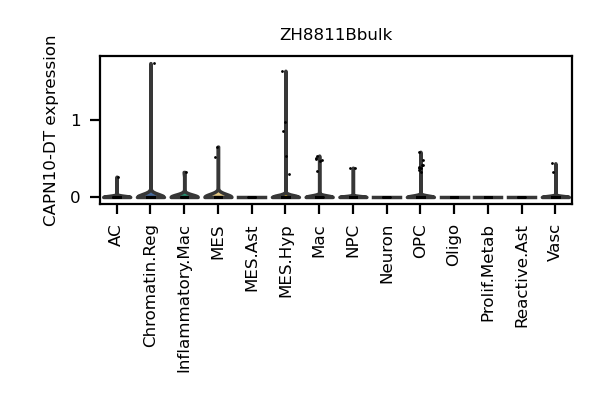 ZH8811Bbulk
CAPN10-DT expression
1
0
AC
Chromatin.Reg
Inflammatory.Mac
MES
MES.Ast
MES.Hyp
Mac
NPC
Neuron
OPC
Oligo
Prolif.Metab
Reactive.Ast
Vasc